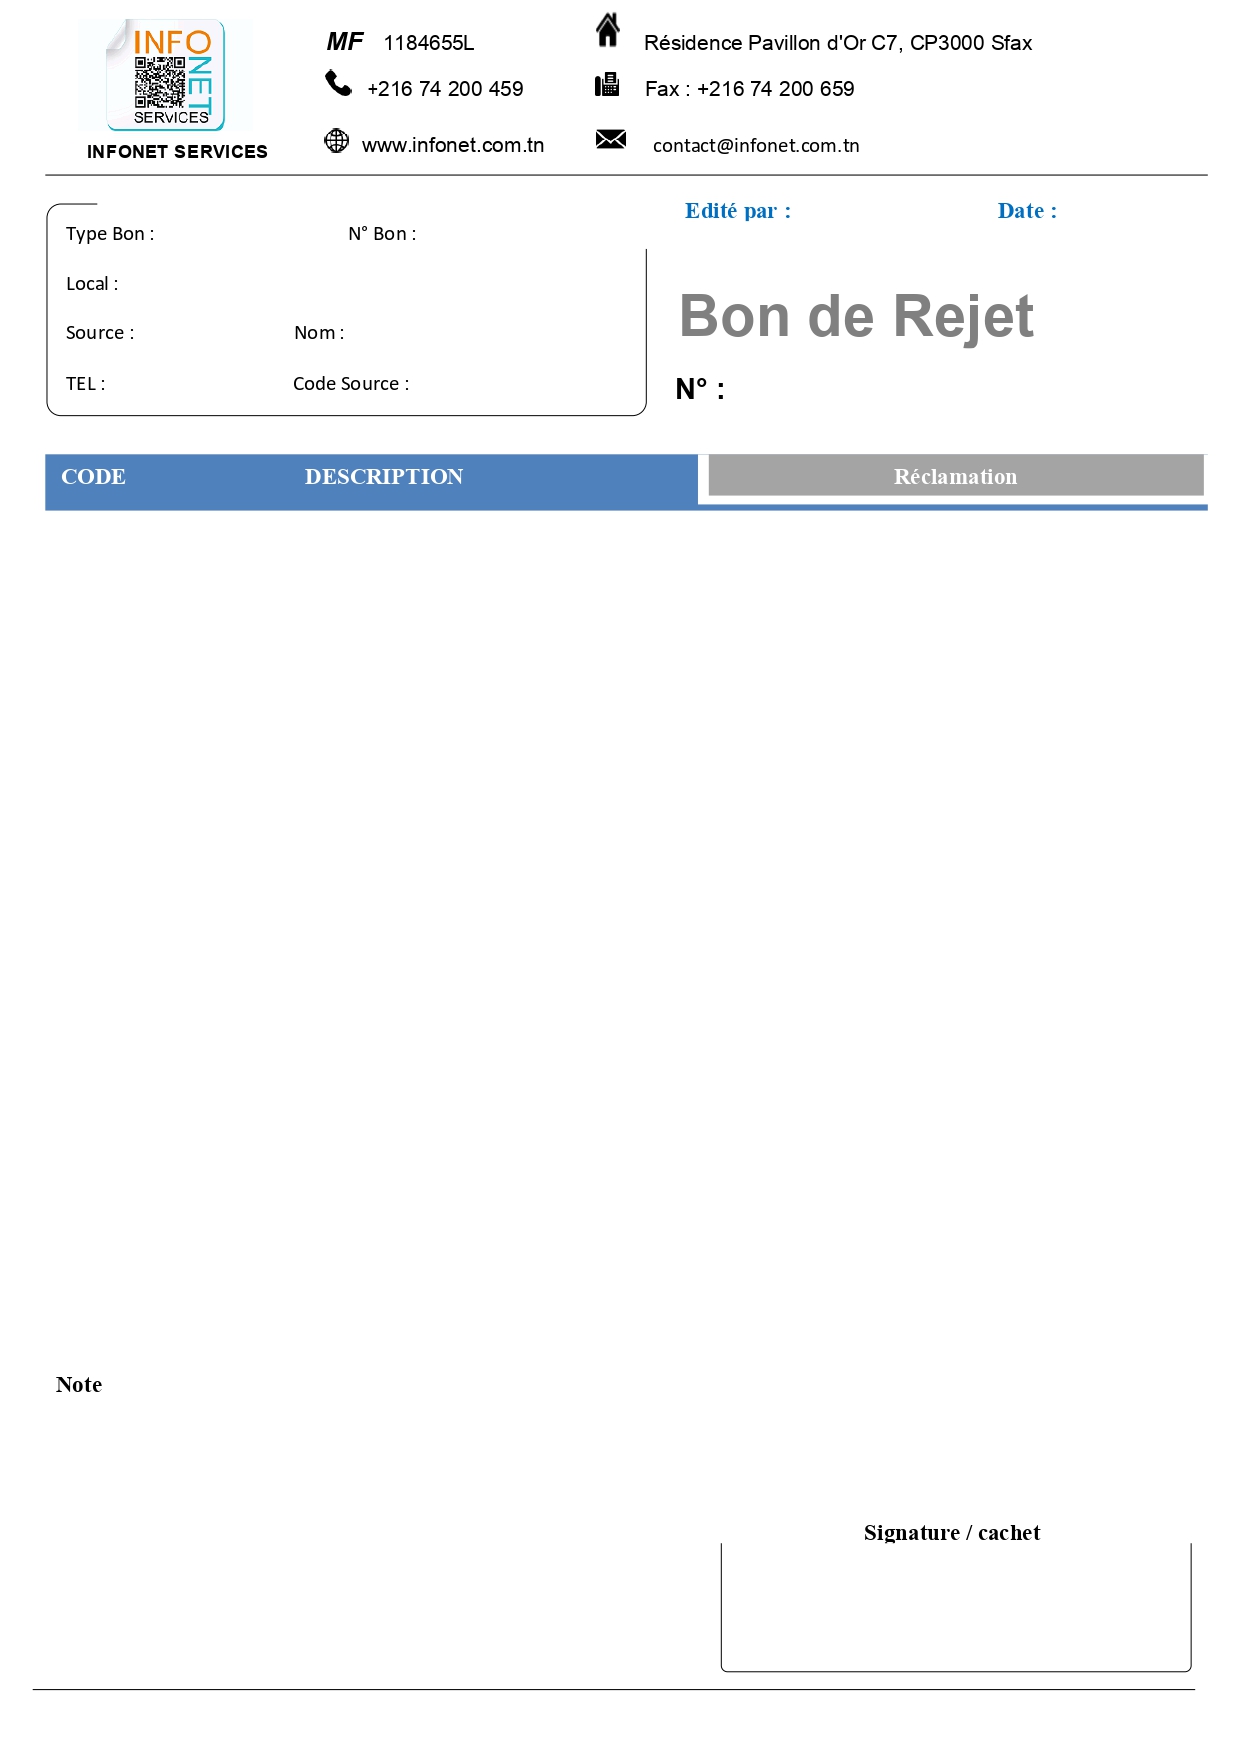 INFO
NET
SERVICES
INFONET SERVICES
MF 1184655L
Résidence Pavillon d'Or C7, CP3000 Sfax
+216 74 200 459
Fax : +216 74 200 659
www.infonet.com.tn
contact@infonet.com.tn
Edité par : Date :
Type Bon : N° Bon :
Local :
Source : Nom :
TEL : Code Source :
Bon de Rejet
N° :
CODE DESCRIPTION Réclamation
Note
Signature / cachet